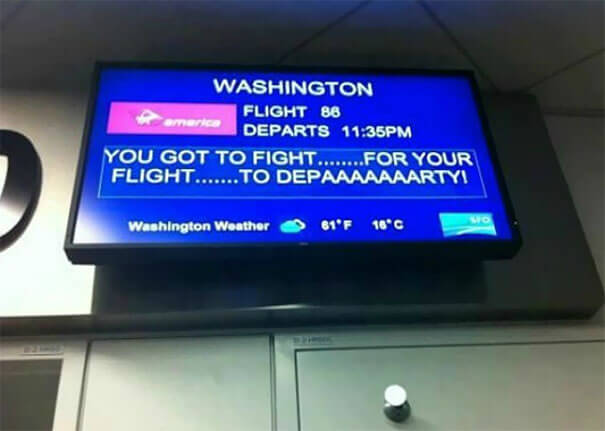 WASHINGTON
america
FLIGHT 86
DEPARTS 11:35PM
YOU GOT TO FIGHT........FOR YOUR
FLIGHT.......TO DEPAAAAAAARTY!
Washington Weather 61°F 16°C
SFO